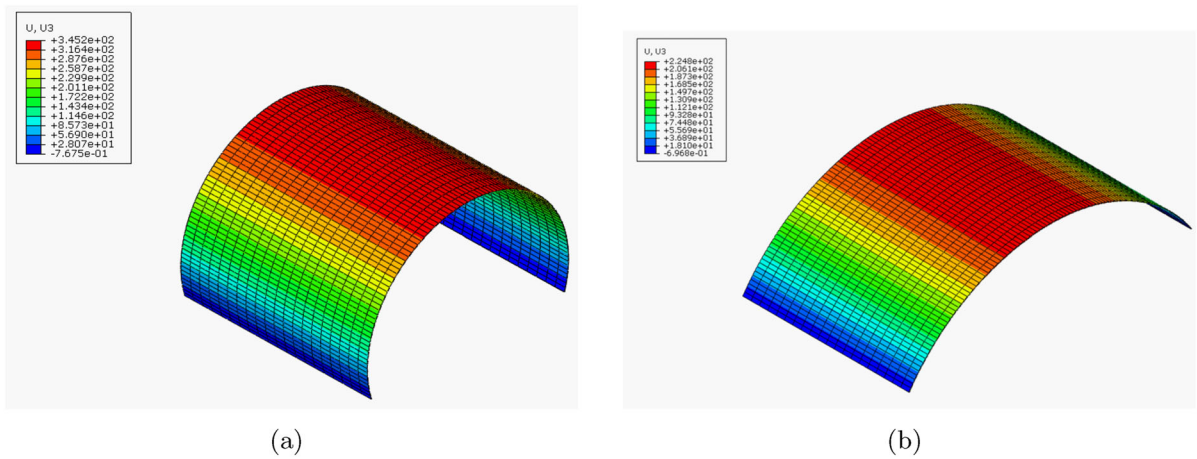 U, U3
+3.452e+02
+3.164e+02
+2.876e+02
+2.587e+02
+2.299e+02
+2.011e+02
+1.722e+02
+1.434e+02
+1.146e+02
+8.573e+01
+5.690e+01
+2.807e+01
-7.675e-01
(a)
U, U3
+2.248e+02
+2.061e+02
+1.873e+02
+1.685e+02
+1.497e+02
+1.309e+02
+1.121e+02
+9.328e+01
+7.448e+01
+5.569e+01
+3.689e+01
+1.810e+01
-6.968e-01
(b)